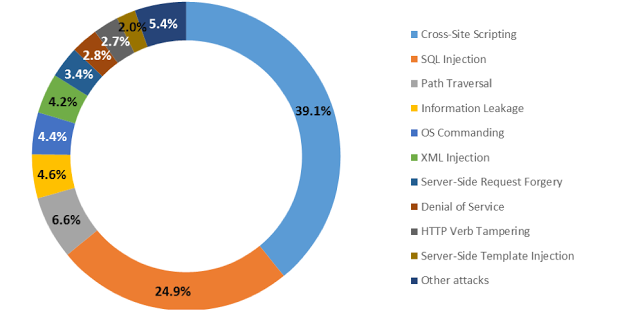 2.0%
5.4%
2.7%
2.8%
3.4%
4.2%
39.1%
4.4%
4.6%
6.6%
24.9%
Cross-Site Scripting
SQL Injection
Path Traversal
Information Leakage
OS Commanding
XML Injection
Server-Side Request Forgery
Denial of Service
HTTP Verb Tampering
Server-Side Template Injection
Other attacks